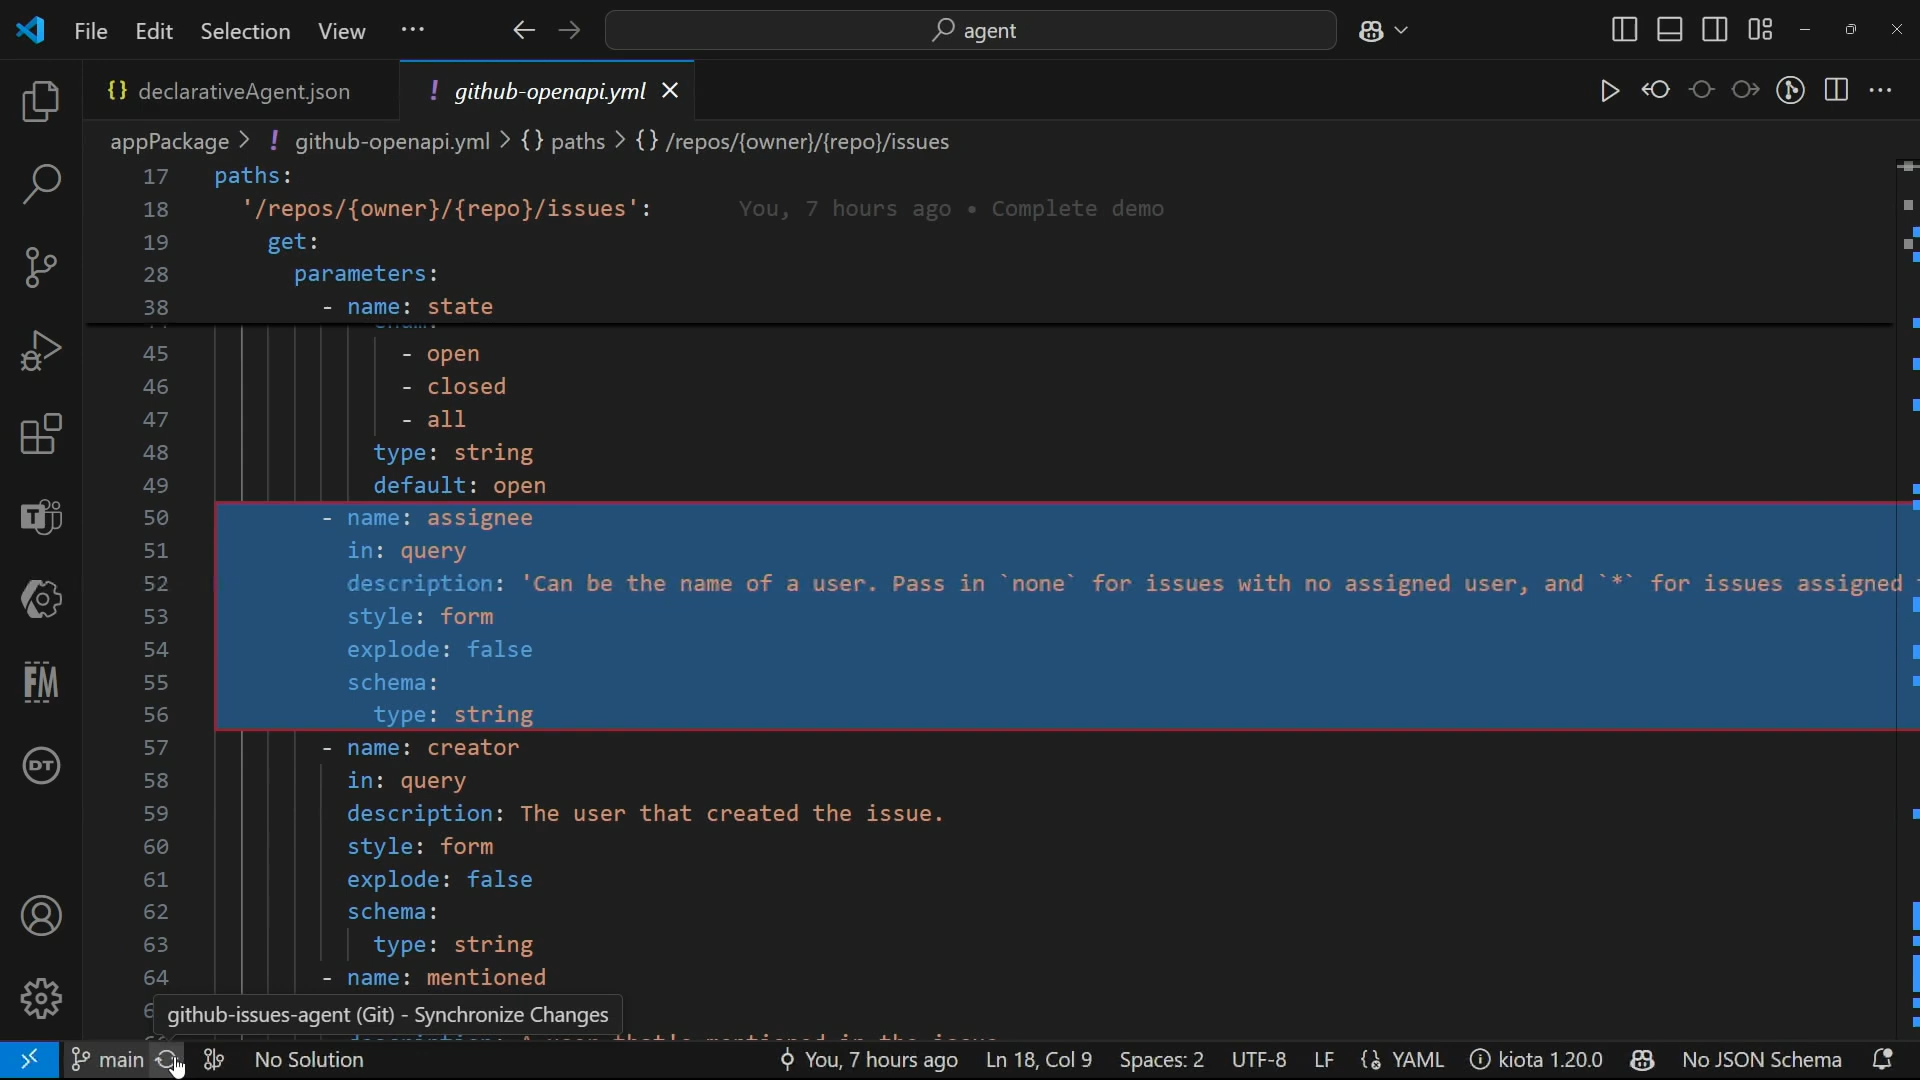 File Edit Selection View ··· agent
{} declarativeAgent.json ! github-openapi.yml
appPackage > ! github-openapi.yml > {} paths > {} /repos/{owner}/{repo}/issues
17 paths:
18 '/repos/{owner}/{repo}/issues': You, 7 hours ago • Complete demo
19 get:
28 parameters:
38 - name: state
45 - open
46 - closed
47 - all
48 type: string
49 default: open
50 - name: assignee
51 in: query
52 description: 'Can be the name of a user. Pass in `none` for issues with no assigned user, and `*` for issues assigned
53 style: form
54 explode: false
55 schema:
56 type: string
57 - name: creator
58 in: query
59 description: The user that created the issue.
60 style: form
61 explode: false
62 schema:
63 type: string
64 - name: mentioned
github-issues-agent (Git) - Synchronize Changes
main No Solution You, 7 hours ago Ln 18, Col 9 Spaces: 2 UTF-8 LF {} YAML kiota 1.20.0 No JSON Schema
FM
DT